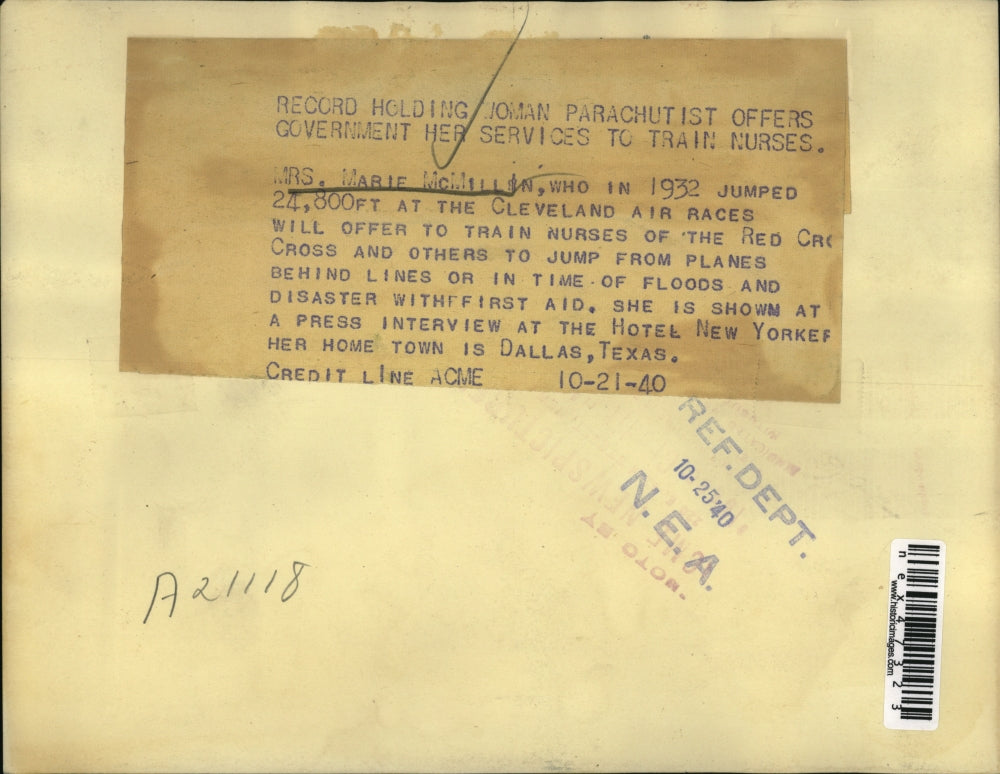 RECORD HOLDING WOMAN PARACHUTIST OFFERS
GOVERNMENT HER SERVICES TO TRAIN NURSES.
MRS. MARIE McMILLIN, WHO IN 1932 JUMPED
24,800FT AT THE CLEVELAND AIR RACES
WILL OFFER TO TRAIN NURSES OF THE RED CRO
CROSS AND OTHERS TO JUMP FROM PLANES
BEHIND LINES OR IN TIME OF FLOODS AND
DISASTER WITHFFIRST AID. SHE IS SHOWM AT
A PRESS INTERVIEW AT THE HOTEL NEW YORKER
HER HOME TOWN IS DALLAS, TEXAS.
CREDIT LINE ACME 10-21-40
REF. DEPT.
10-25'40
N.E.A.
A21118
nex47323
www.historicimages.com